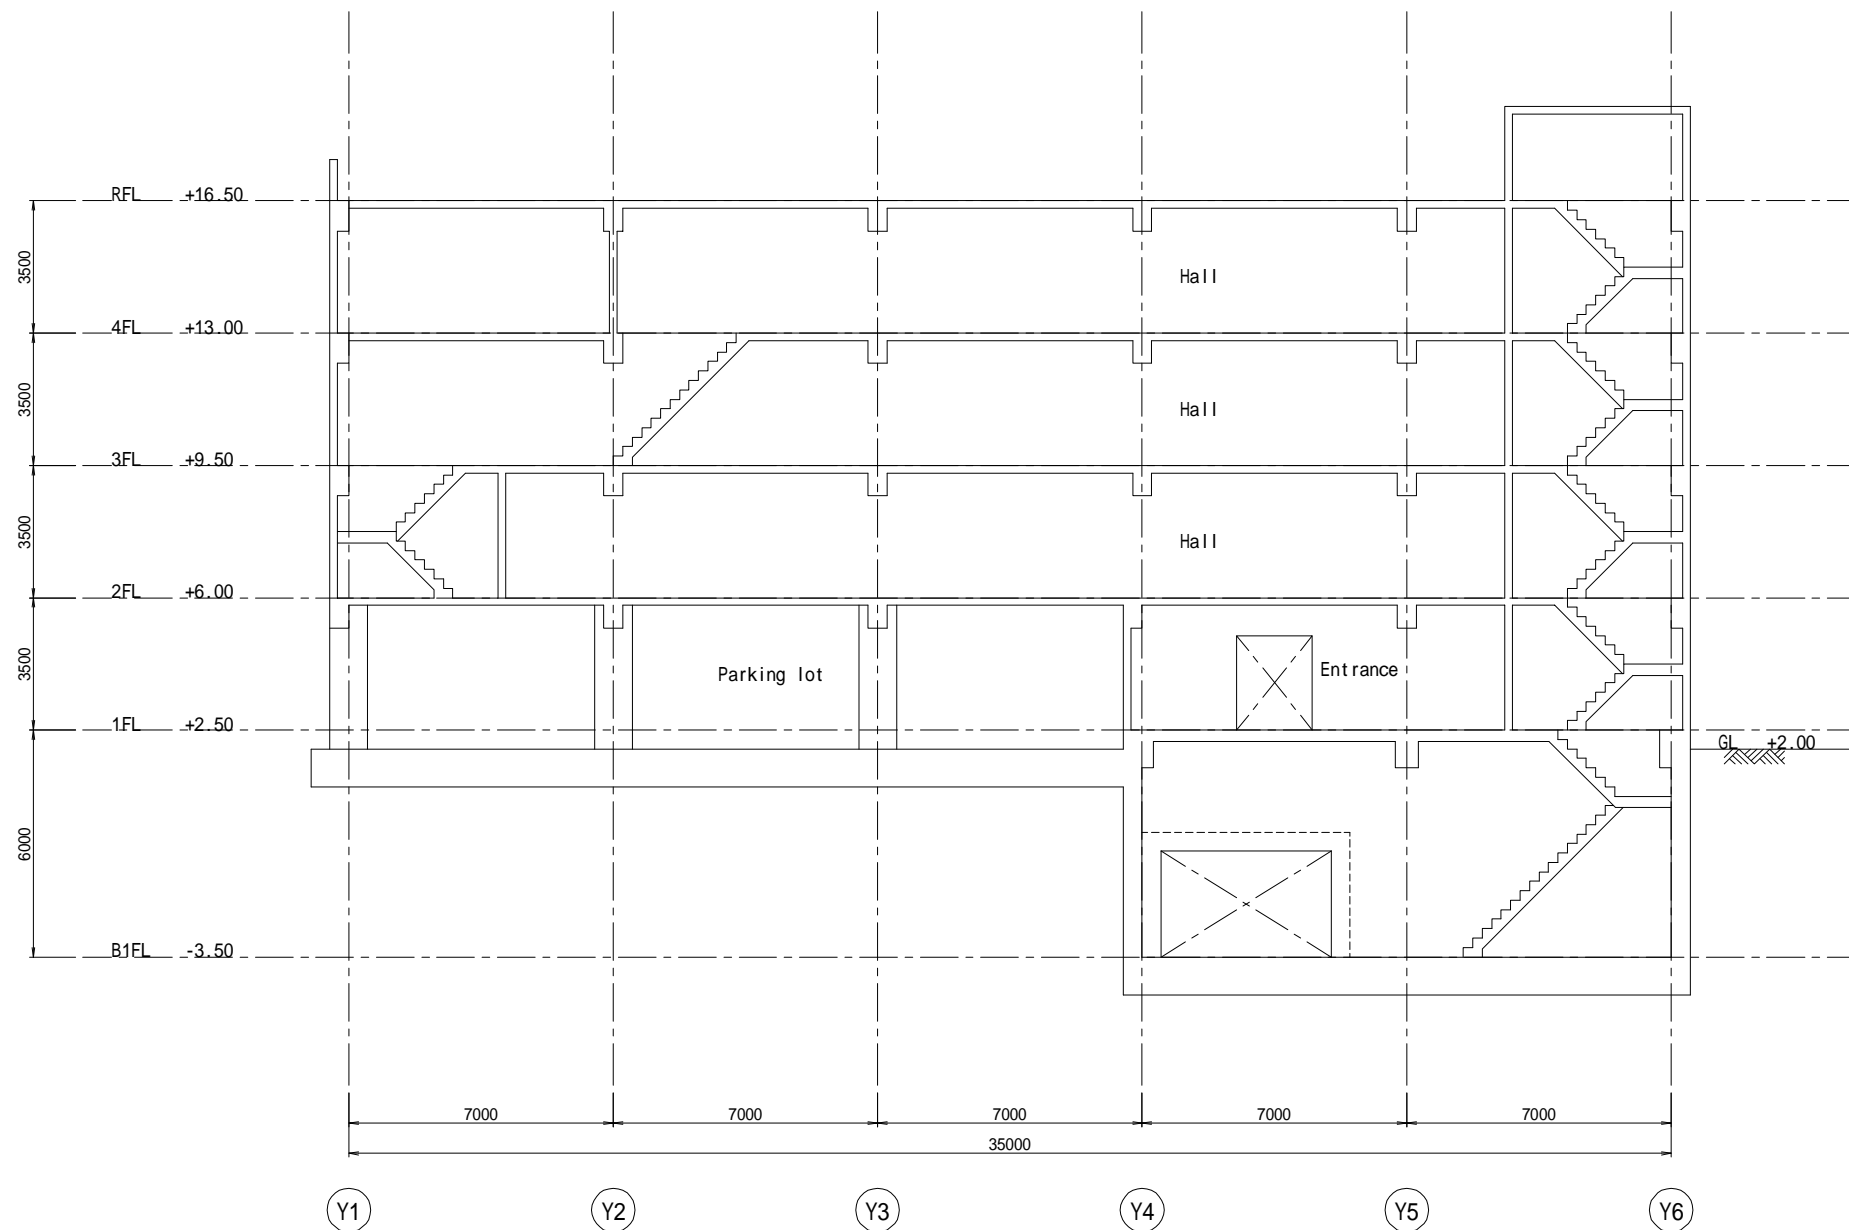 RFL +16.50
3500
Hall
4FL +13.00
3500
Hall
3FL +9.50
3500
Hall
2FL +6.00
3500
Parking lot
Entrance
1FL +2.50
GL +2.00
6000
B1FL -3.50
7000 7000 7000 7000 7000
35000
Y1 Y2 Y3 Y4 Y5 Y6